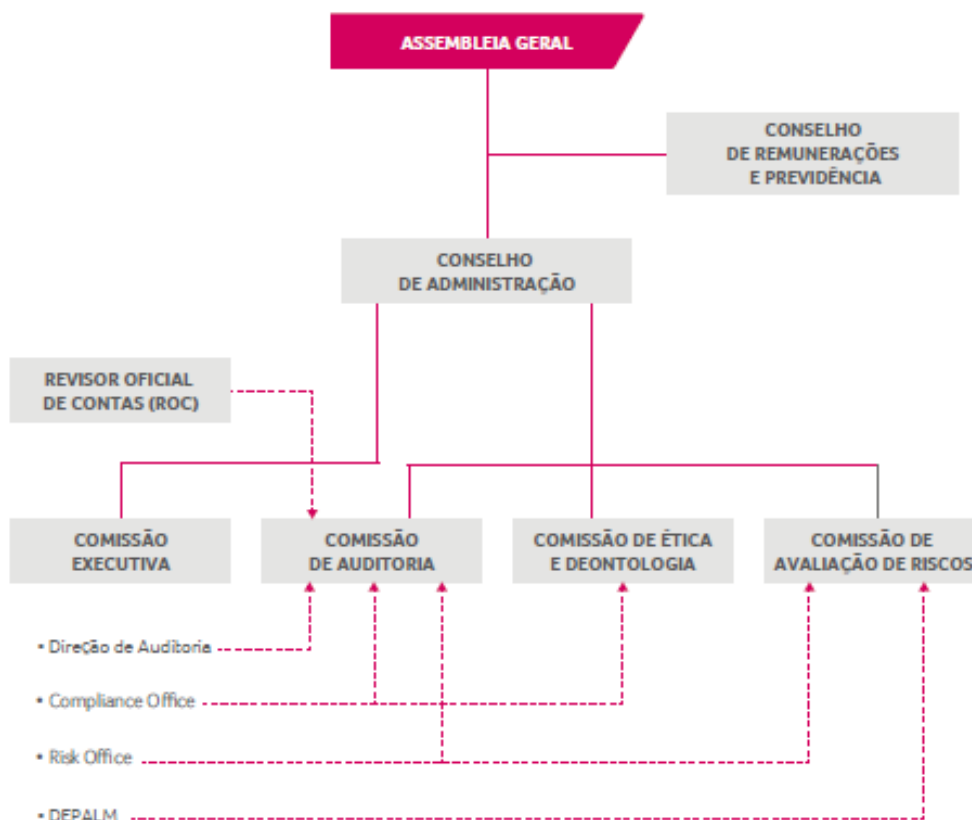 ASSEMBLEIA GERAL
CONSELHO
DE REMUNERAÇÕES
E PREVIDÊNCIA
CONSELHO
DE ADMINISTRAÇÃO
REVISOR OFICIAL
DE CONTAS (ROC)
COMISSÃO
EXECUTIVA
COMISSÃO
DE AUDITORIA
COMISSÃO DE ÉTICA
E DEONTOLOGIA
COMISSÃO DE
AVALIAÇÃO DE RISCOS
• Direção de Auditoria
• Compliance Office
• Risk Office
• DEPALM